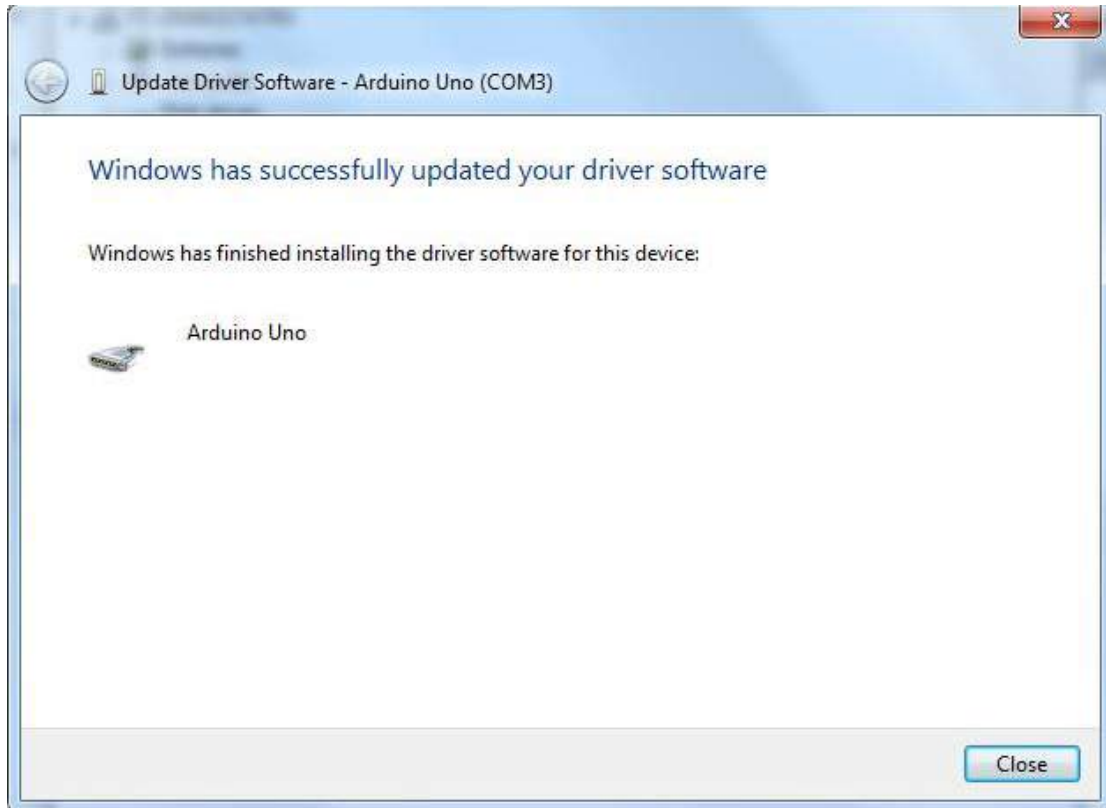 Update Driver Software - Arduino Uno (COM3)
Windows has successfully updated your driver software
Windows has finished installing the driver software for this device:
Arduino Uno
Close